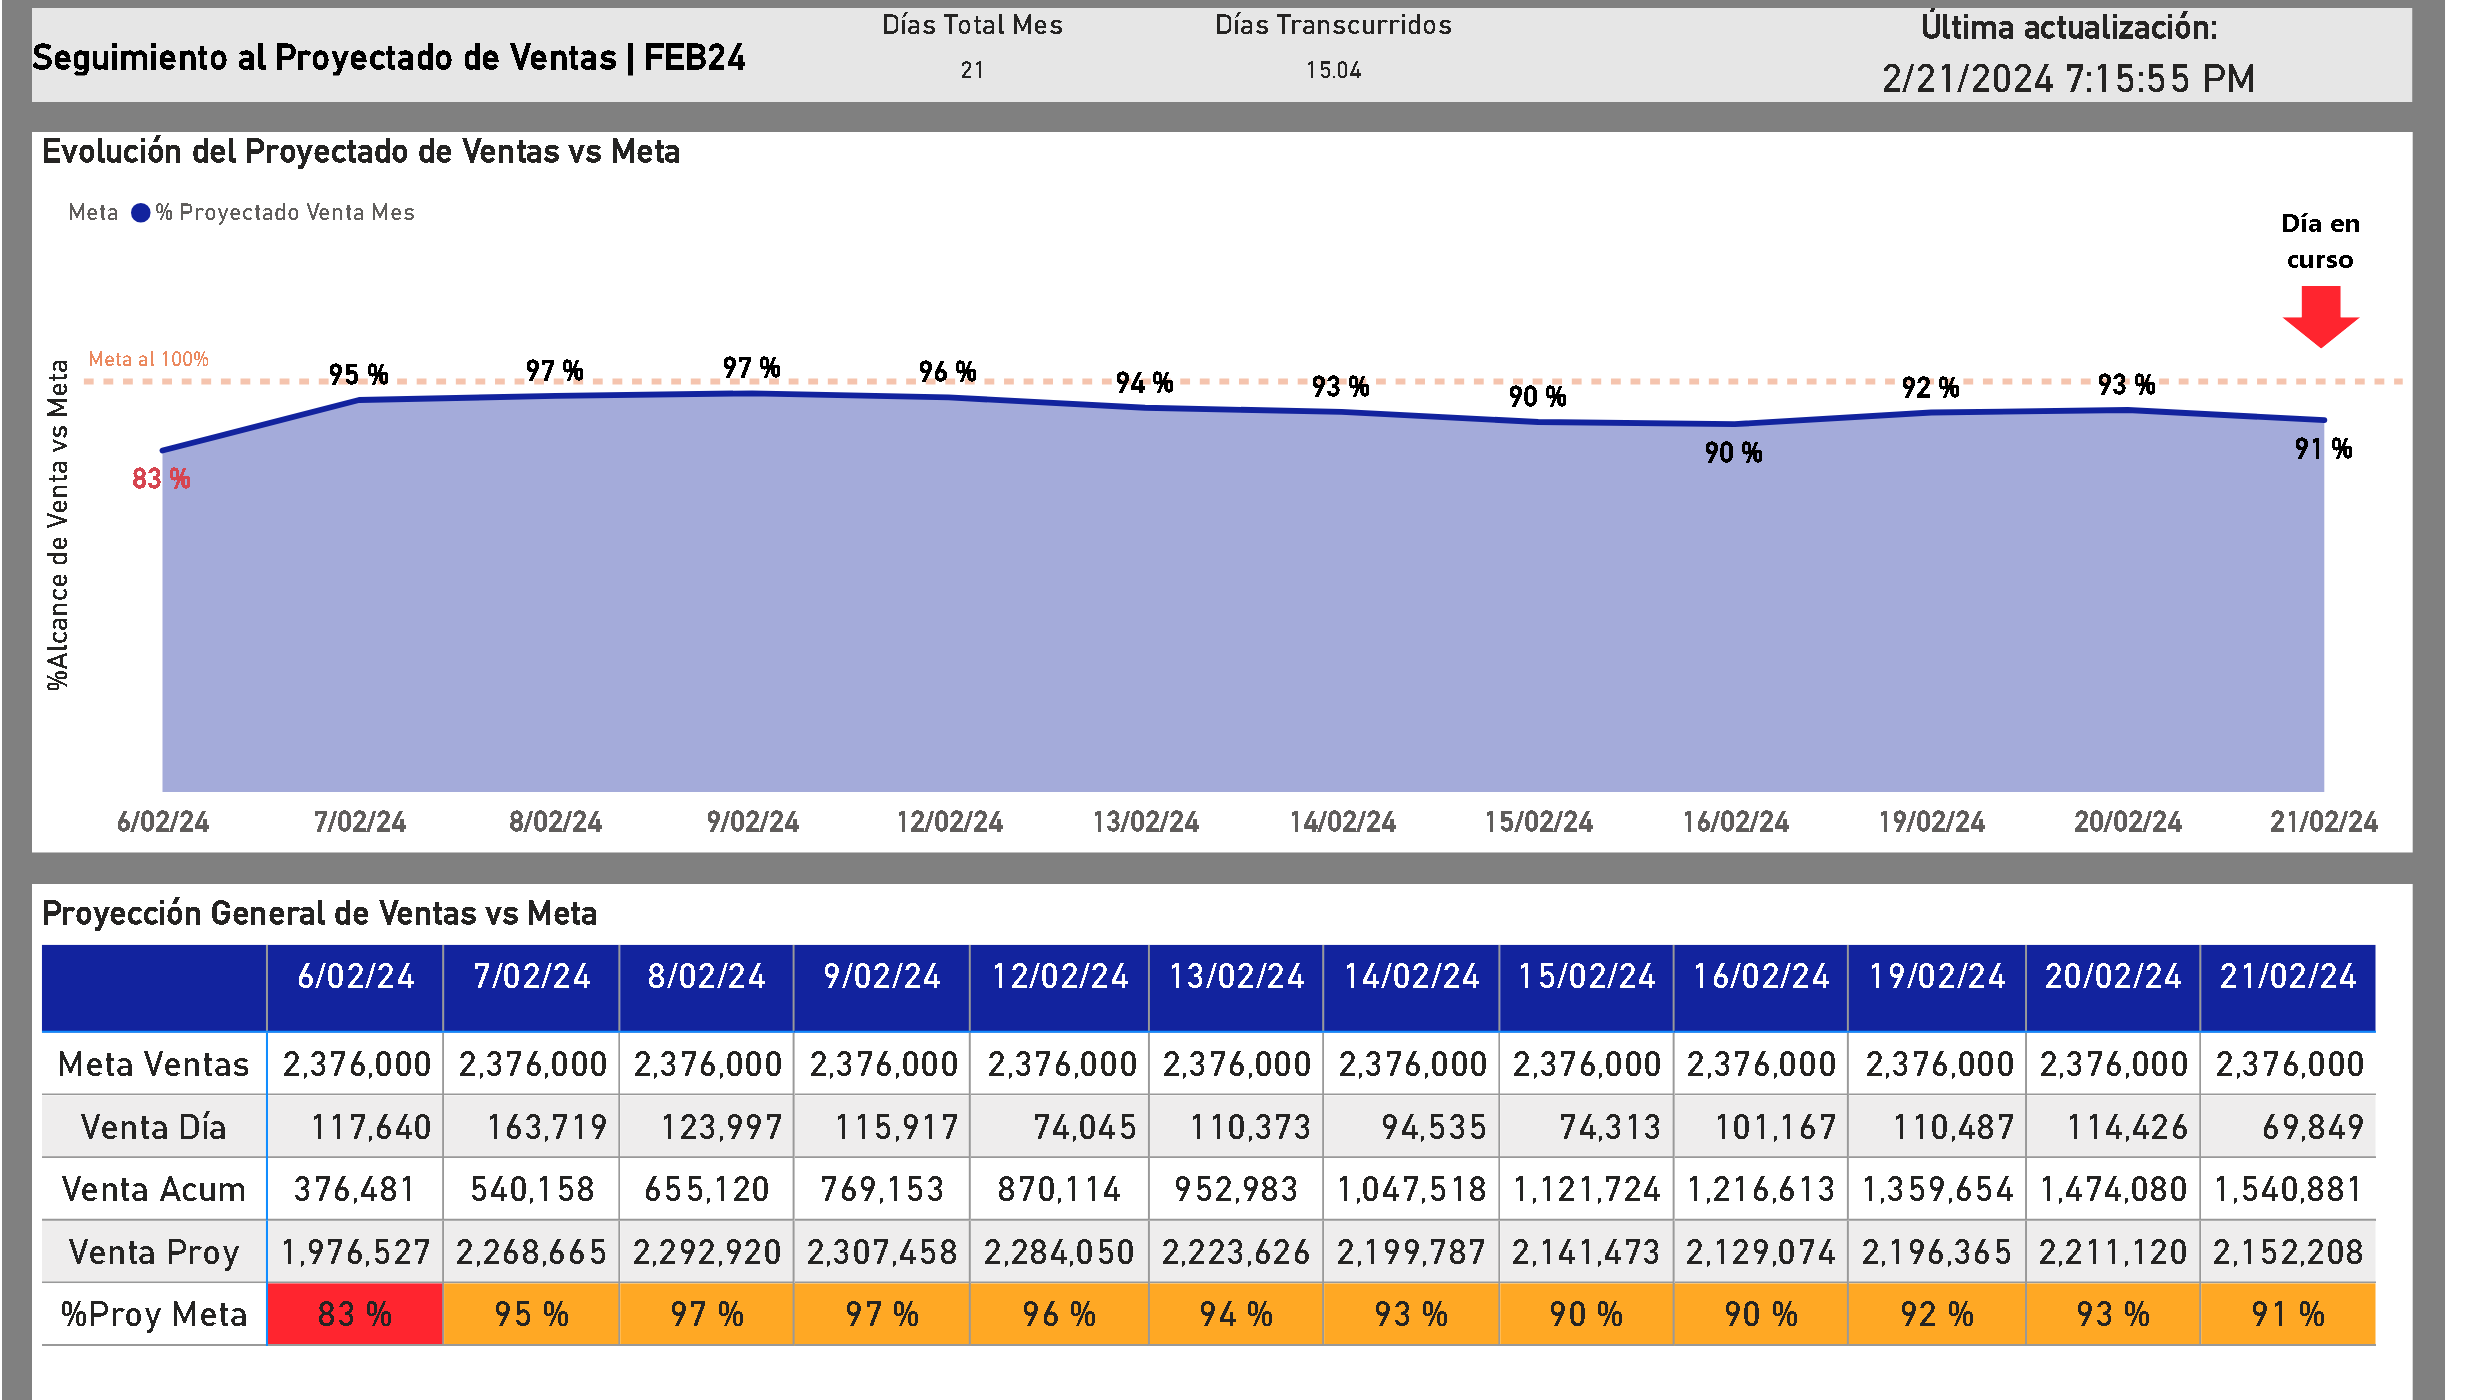 Seguimiento al Proyectado de Ventas | FEB24
Días Total Mes
21
Días Transcurridos
15.04
Última actualización:
2/21/2024 7:15:55 PM
Evolución del Proyectado de Ventas vs Meta
Meta % Proyectado Venta Mes
Día en
curso
%Alcance de Venta vs Meta
Meta al 100%
83 % 95 % 97 % 97 % 96 % 94 % 93 % 90 % 90 % 92 % 93 % 91 %
6/02/24 7/02/24 8/02/24 9/02/24 12/02/24 13/02/24 14/02/24 15/02/24 16/02/24 19/02/24 20/02/24 21/02/24
Proyección General de Ventas vs Meta
6/02/24 7/02/24 8/02/24 9/02/24 12/02/24 13/02/24 14/02/24 15/02/24 16/02/24 19/02/24 20/02/24 21/02/24
Meta Ventas 2,376,000 2,376,000 2,376,000 2,376,000 2,376,000 2,376,000 2,376,000 2,376,000 2,376,000 2,376,000 2,376,000 2,376,000
Venta Día 117,640 163,719 123,997 115,917 74,045 110,373 94,535 74,313 101,167 110,487 114,426 69,849
Venta Acum 376,481 540,158 655,120 769,153 870,114 952,983 1,047,518 1,121,724 1,216,613 1,359,654 1,474,080 1,540,881
Venta Proy 1,976,527 2,268,665 2,292,920 2,307,458 2,284,050 2,223,626 2,199,787 2,141,473 2,129,074 2,196,365 2,211,120 2,152,208
%Proy Meta 83 % 95 % 97 % 97 % 96 % 94 % 93 % 90 % 90 % 92 % 93 % 91 %